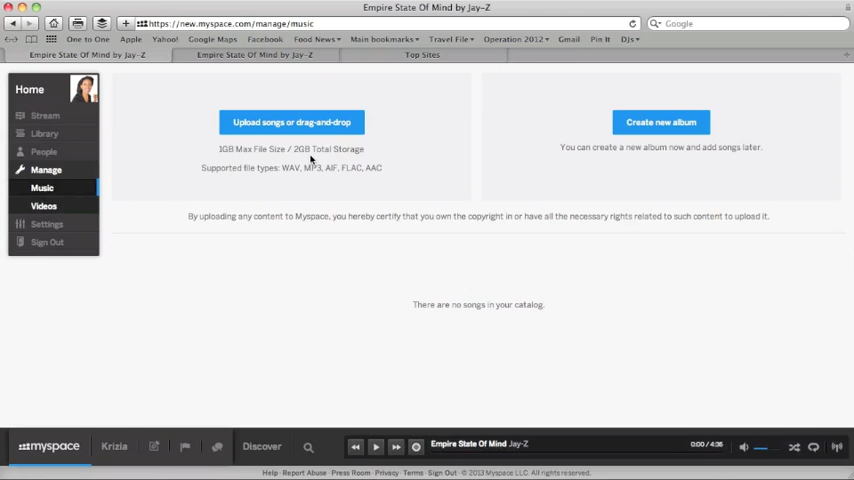 Empire State Of Mind by Jay-Z
https://new.myspace.com/manage/music
Google
One to One Apple Yahoo! Google Maps Facebook Food News Main bookmarks Travel File Operation 2012 Gmail Pin It DJs
Empire State Of Mind by Jay-Z Empire State Of Mind by Jay-Z Top Sites
Home
Stream
Library
People
Manage
Music
Videos
Settings
Sign Out
Upload songs or drag-and-drop
1GB Max File Size / 2GB Total Storage
Supported file types: WAV, MP3, AIF, FLAC, AAC
Create new album
You can create a new album now and add songs later.
By uploading any content to Myspace, you hereby certify that you own the copyright in or have all the necessary rights related to such content to upload it.
There are no songs in your catalog.
myspace Krizia Discover Empire State Of Mind Jay-Z 0:00 / 4:36
Help · Report Abuse · Press Room · Privacy · Terms · Sign Out · © 2013 Myspace LLC. All rights reserved.